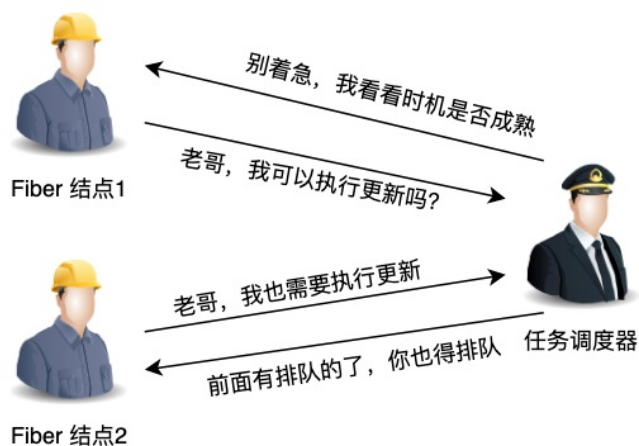 别着急，我看看时机是否成熟
老哥，我可以执行更新吗？
Fiber 结点1
老哥，我也需要执行更新
任务调度器
前面有排队的了，你也得排队
Fiber 结点2